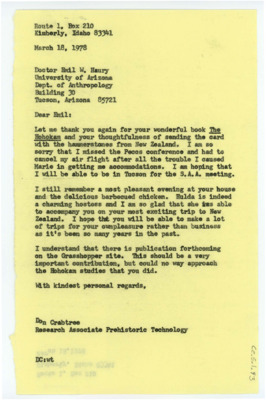 Route 1, Box 210
Kimberly, Idaho 83341
March 18, 1978
Doctor Emil W. Haury
University of Arizona
Dept. of Anthropology
Building 30
Tucson, Arizona 85721
Dear Emil:
Let me thank you again for your wonderful book The
Hohokam and your thoughtfulness of sending the card
with the hammerstones from New Zealand. I am so
sorry that I missed the Pecos conference and had to
cancel my air flight after all the trouble I caused
Marie in getting me accommodations. I am hoping that
I will be able to be in Tucson for the S.A.A. meeting.
I still remember a most pleasant evening at your house
and the delicious barbecued chicken. Hulda is indeed
a charming hostess and I am so glad that she was able
to accompany you on your most exciting trip to New
Zealand. I hope that you will be able to make a lot
of trips for your own pleasure rather than business
as it's been so many years in the past.
I understand that there is publication forthcoming
on the Grasshopper site. This should be a very
important contribution, but could no way approach
the Hohokam studies that you did.
With kindest personal regards,
Don Crabtree
Research Associate Prehistoric Technology
DC:wt